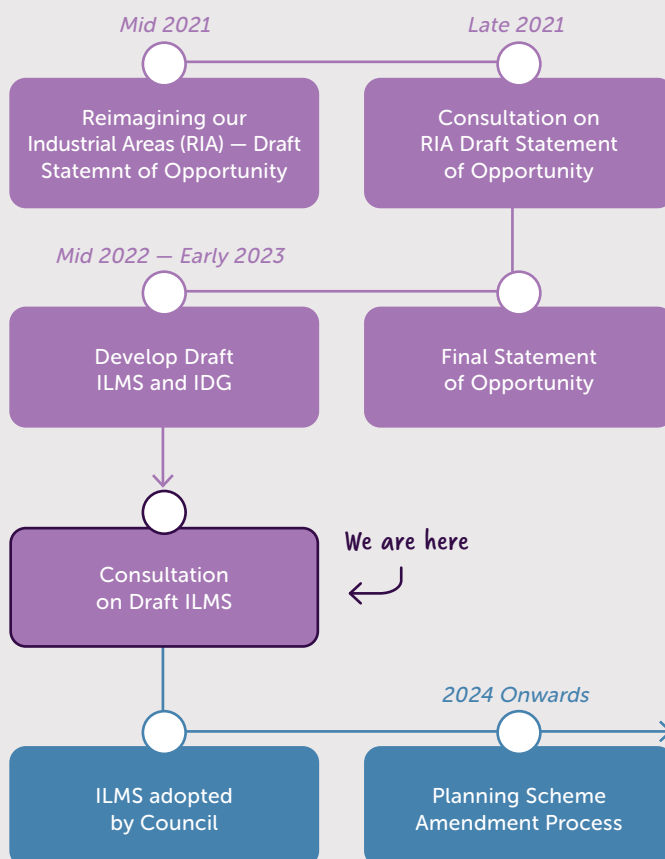 Mid 2021
Late 2021
Reimagining our
Industrial Areas (RIA) — Draft
Statemnt of Opportunity
Consultation on
RIA Draft Statement
of Opportunity
Mid 2022 — Early 2023
Develop Draft
ILMS and IDG
Final Statement
of Opportunity
Consultation
on Draft ILMS
We are here
2024 Onwards
ILMS adopted
by Council
Planning Scheme
Amendment Process